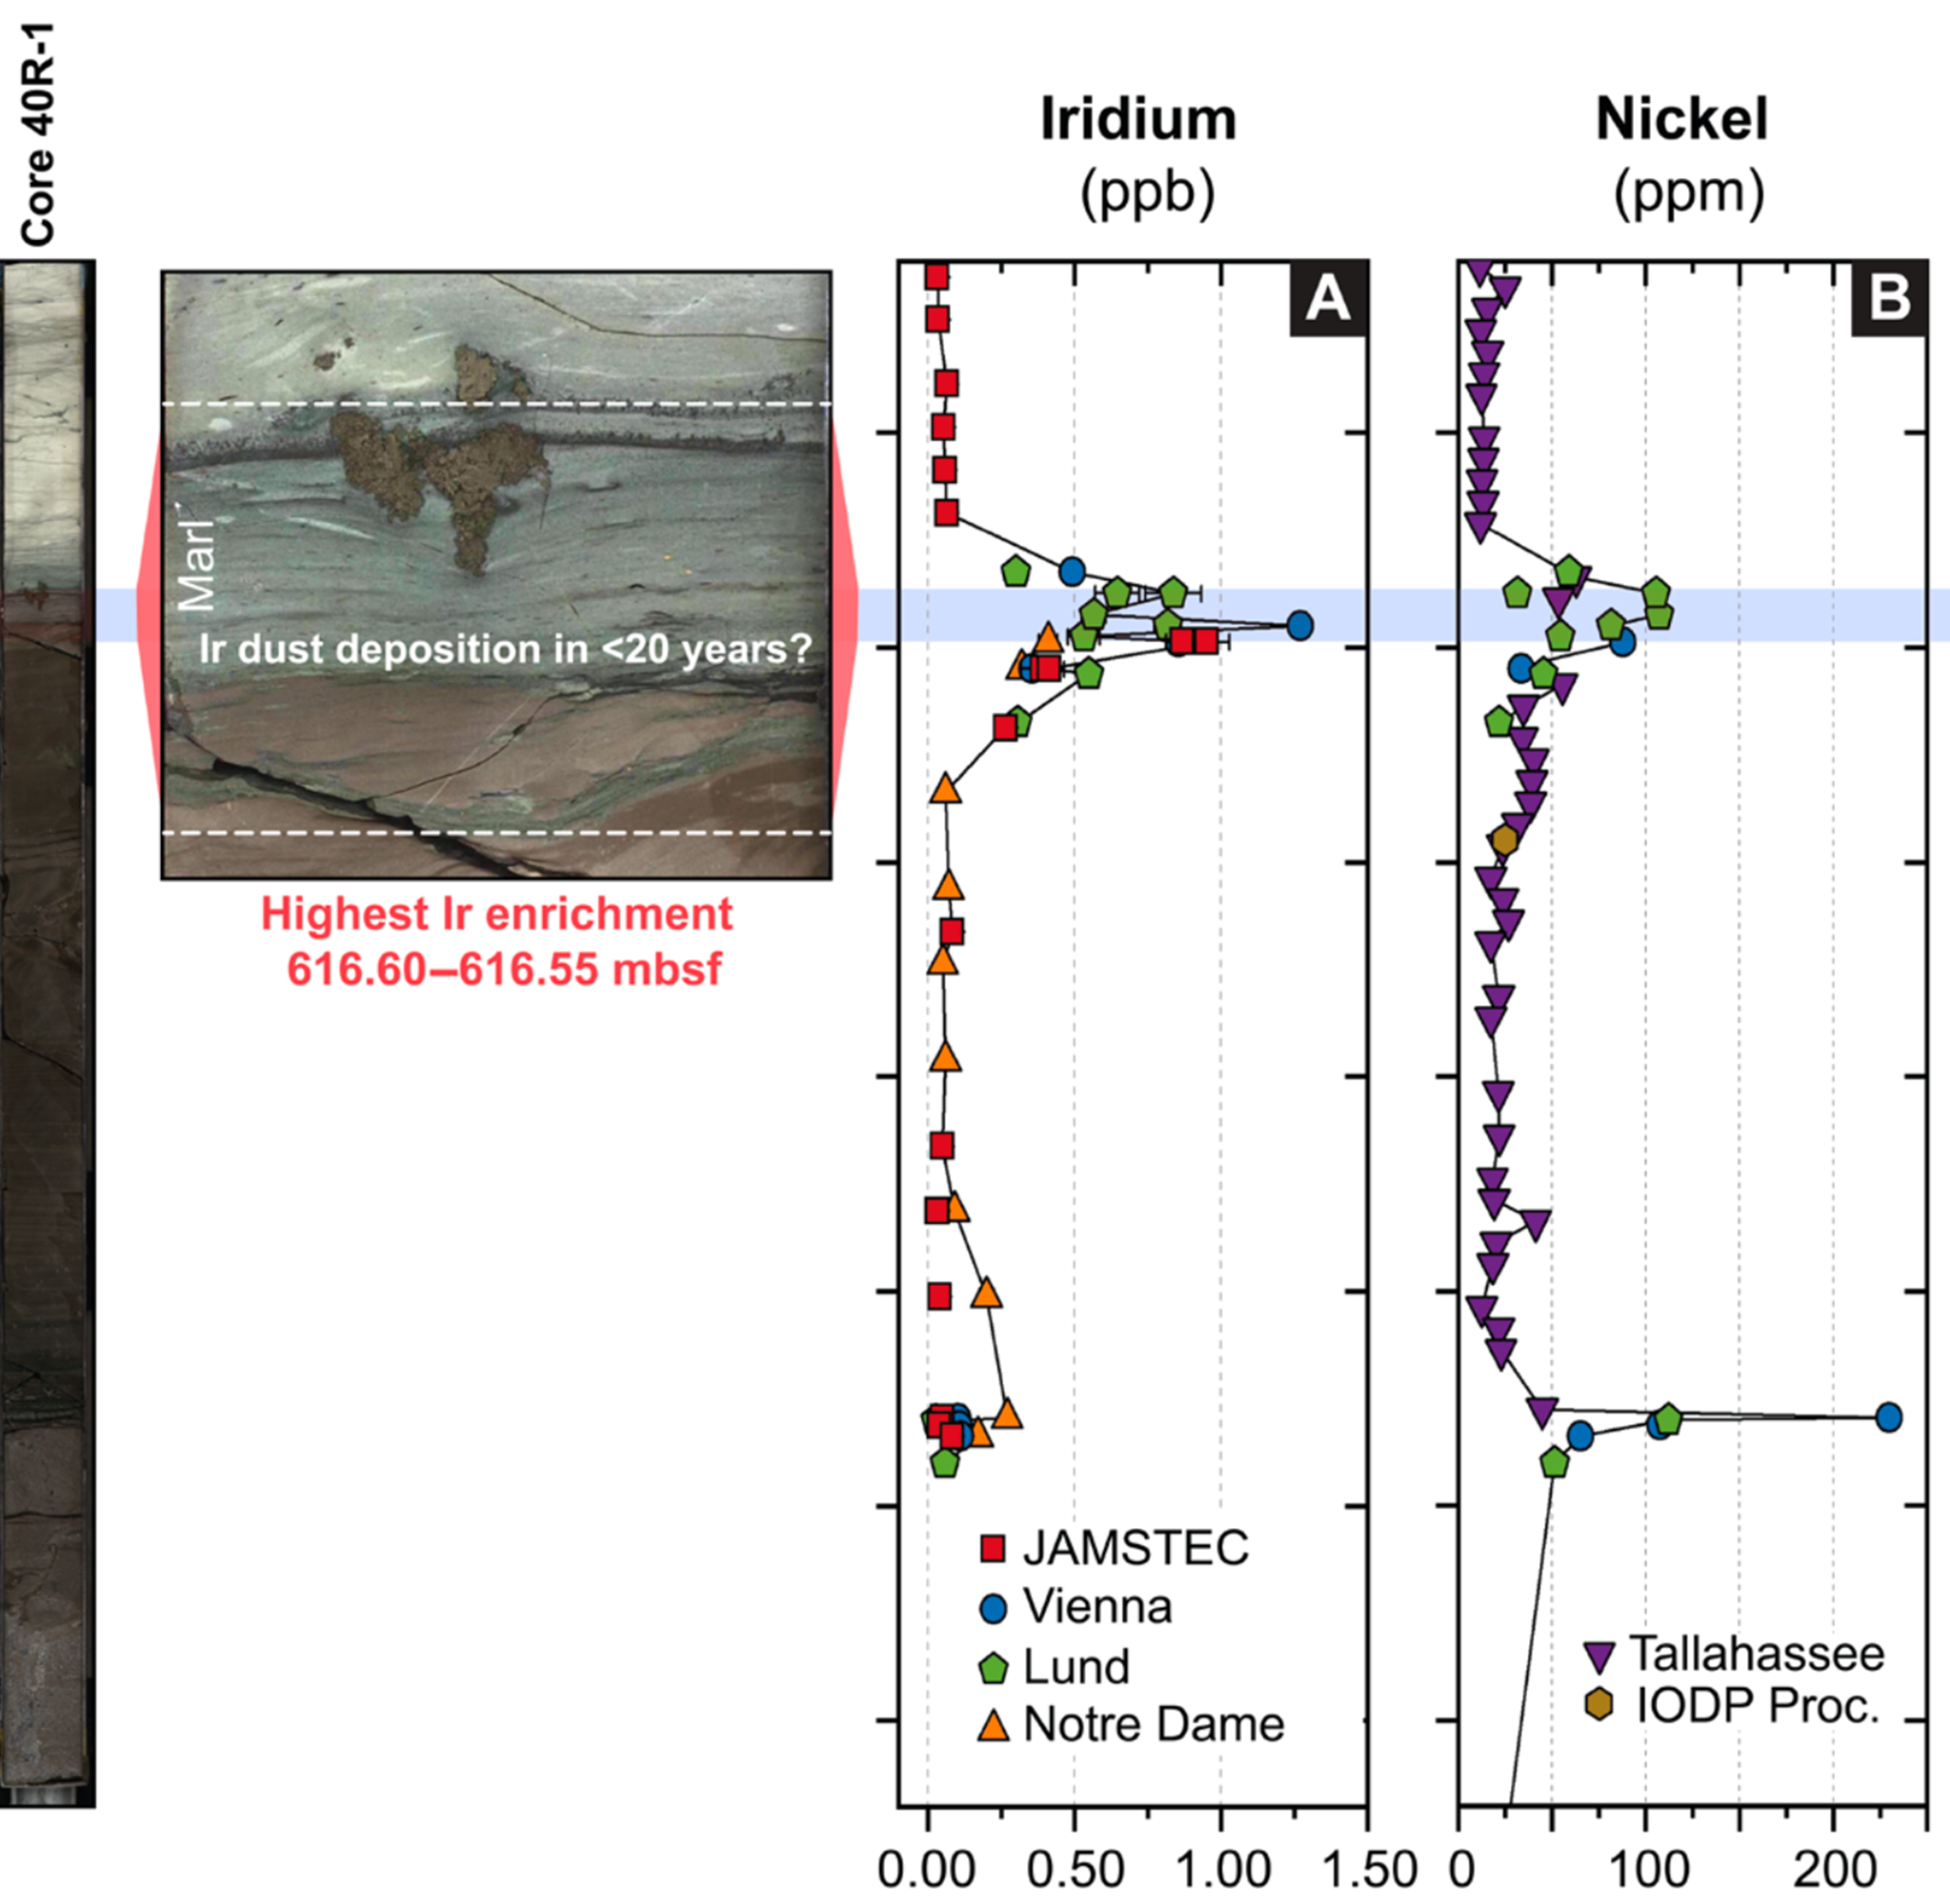 Core 40R-1
Iridium
(ppb)
Nickel
(ppm)
A
B
Marl
Ir dust deposition in <20 years?
Highest Ir enrichment
616.60–616.55 mbsf
JAMSTEC
Vienna
Lund
Notre Dame
Tallahassee
IODP Proc.
0.00 0.50 1.00 1.50
0 100 200